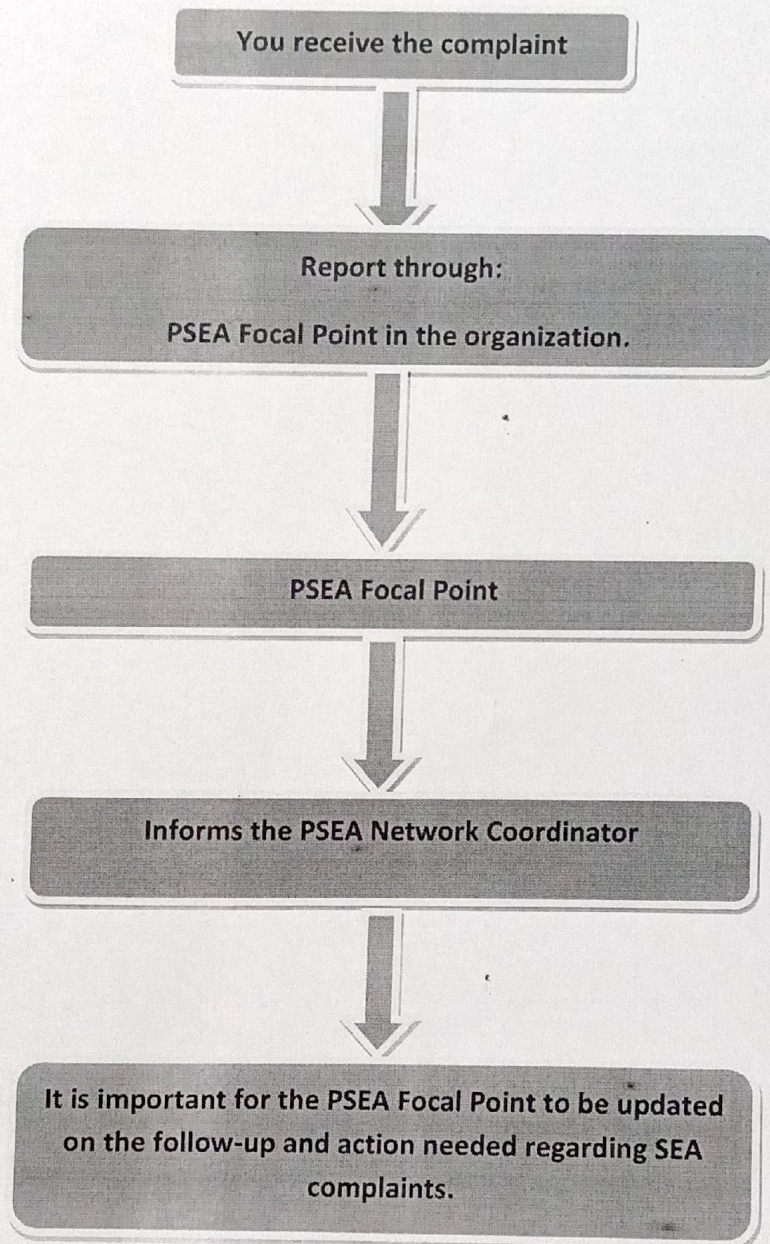 You receive the complaint
Report through:
PSEA Focal Point in the organization.
PSEA Focal Point
Informs the PSEA Network Coordinator
It is important for the PSEA Focal Point to be updated
on the follow-up and action needed regarding SEA
complaints.